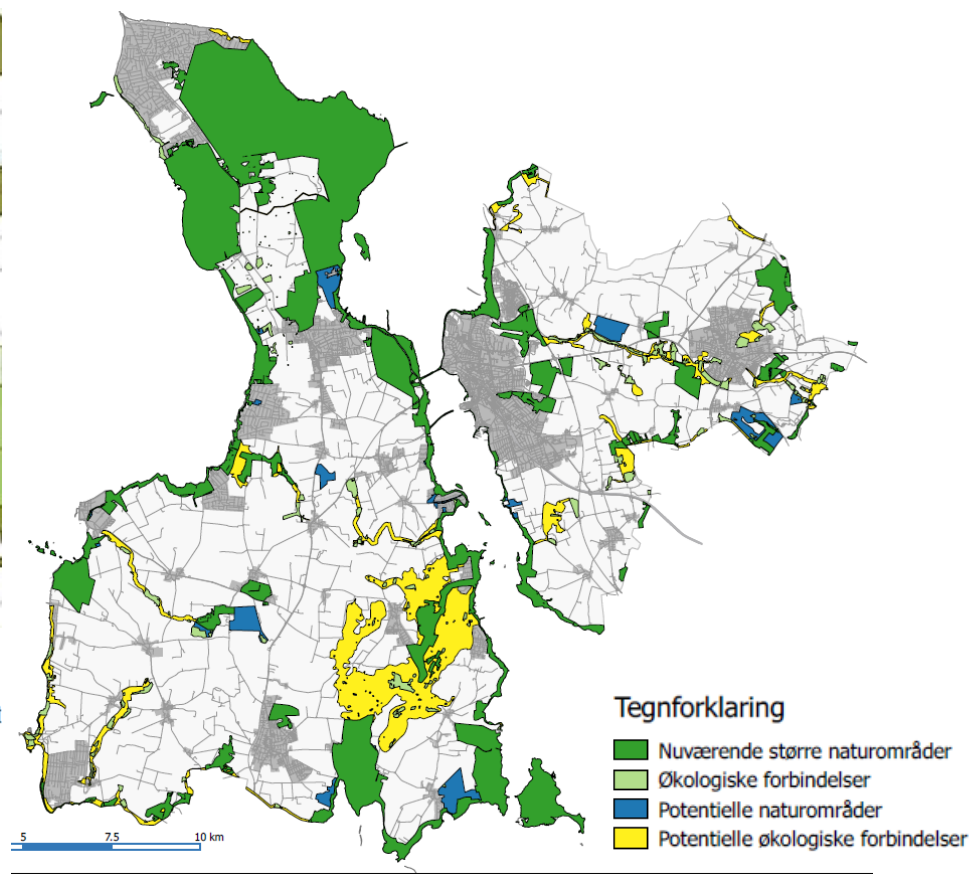 Tegnforklaring
Nuværende større naturområder
Økologiske forbindelser
Potentielle naturområder
Potentielle økologiske forbindelser
5 7.5 10 km